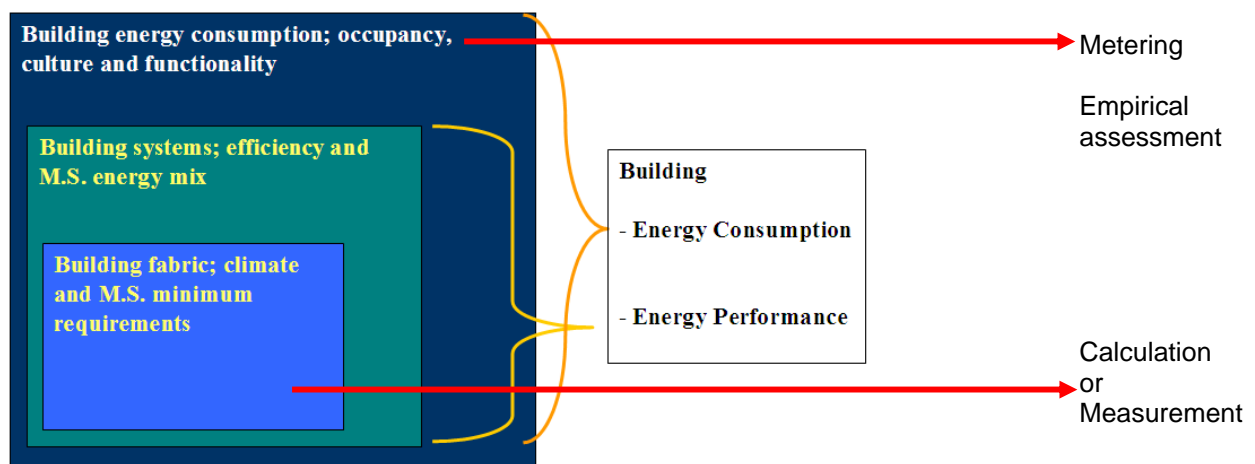 Building energy consumption; occupancy,
culture and functionality
Building systems; efficiency and
M.S. energy mix
Building fabric; climate
and M.S. minimum
requirements
Building
- Energy Consumption
- Energy Performance
Metering
Empirical
assessment
Calculation
or
Measurement